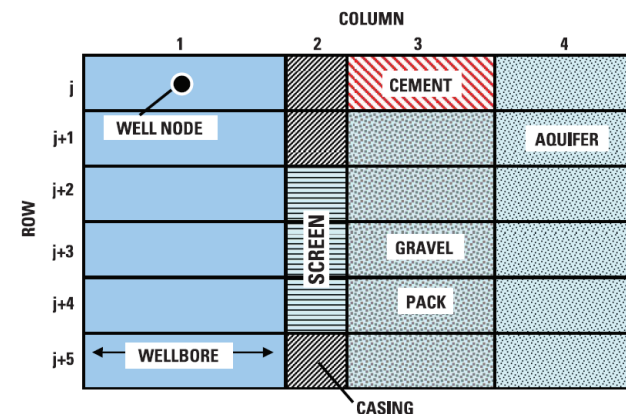 COLUMN
1 2 3 4
j
CEMENT
WELL NODE
j+1
AQUIFER
j+2
ROW
SCREEN
j+3
GRAVEL
j+4
PACK
j+5
WELLBORE
CASING